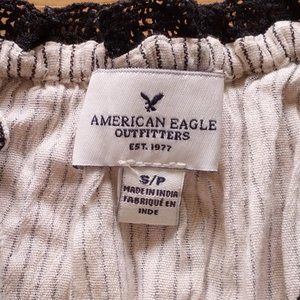 AMERICAN EAGLE
OUTFITTERS
EST. 1977
S/P
MADE IN INDIA
FABRIQUÉ EN
INDE